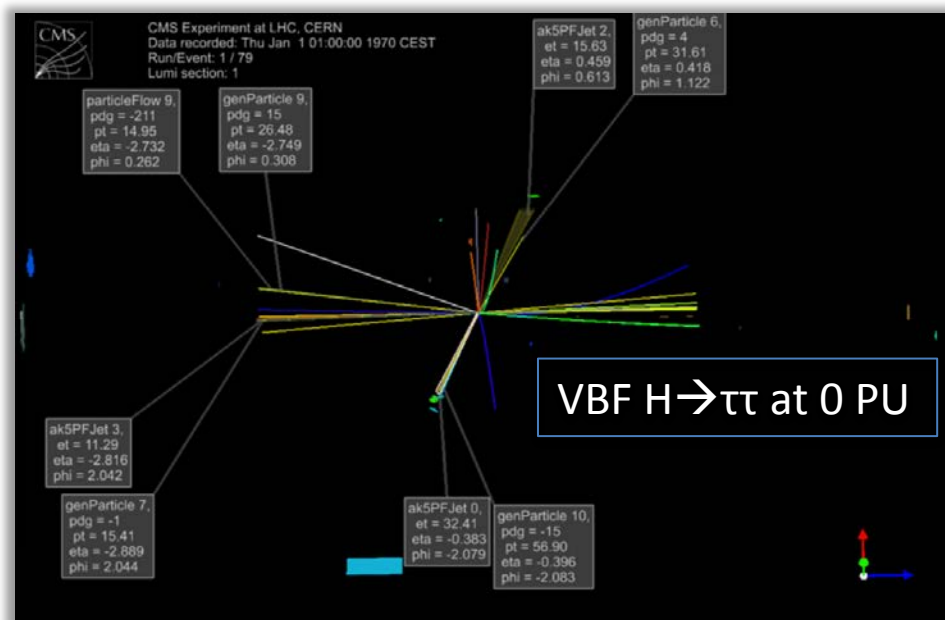 CMS
CMS Experiment at LHC, CERN
Data recorded: Thu Jan 1 01:00:00 1970 CEST
Run/Event: 1 / 79
Lumi section: 1
particleFlow 9,
pdg = -211
pt = 14.95
eta = -2.732
phi = 0.262
genParticle 9,
pdg = 15
pt = 26.48
eta = -2.749
phi = 0.308
ak5PFJet 2,
et = 15.63
eta = 0.459
phi = 0.613
genParticle 6,
pdg = 4
pt = 31.61
eta = 0.418
phi = 1.122
VBF H→ττ at 0 PU
ak5PFJet 3,
et = 11.29
eta = -2.816
phi = 2.042
genParticle 7,
pdg = -1
pt = 15.41
eta = -2.889
phi = 2.044
ak5PFJet 0,
et = 32.41
eta = -0.383
phi = -2.079
genParticle 10,
pdg = -15
pt = 56.90
eta = -0.396
phi = -2.083